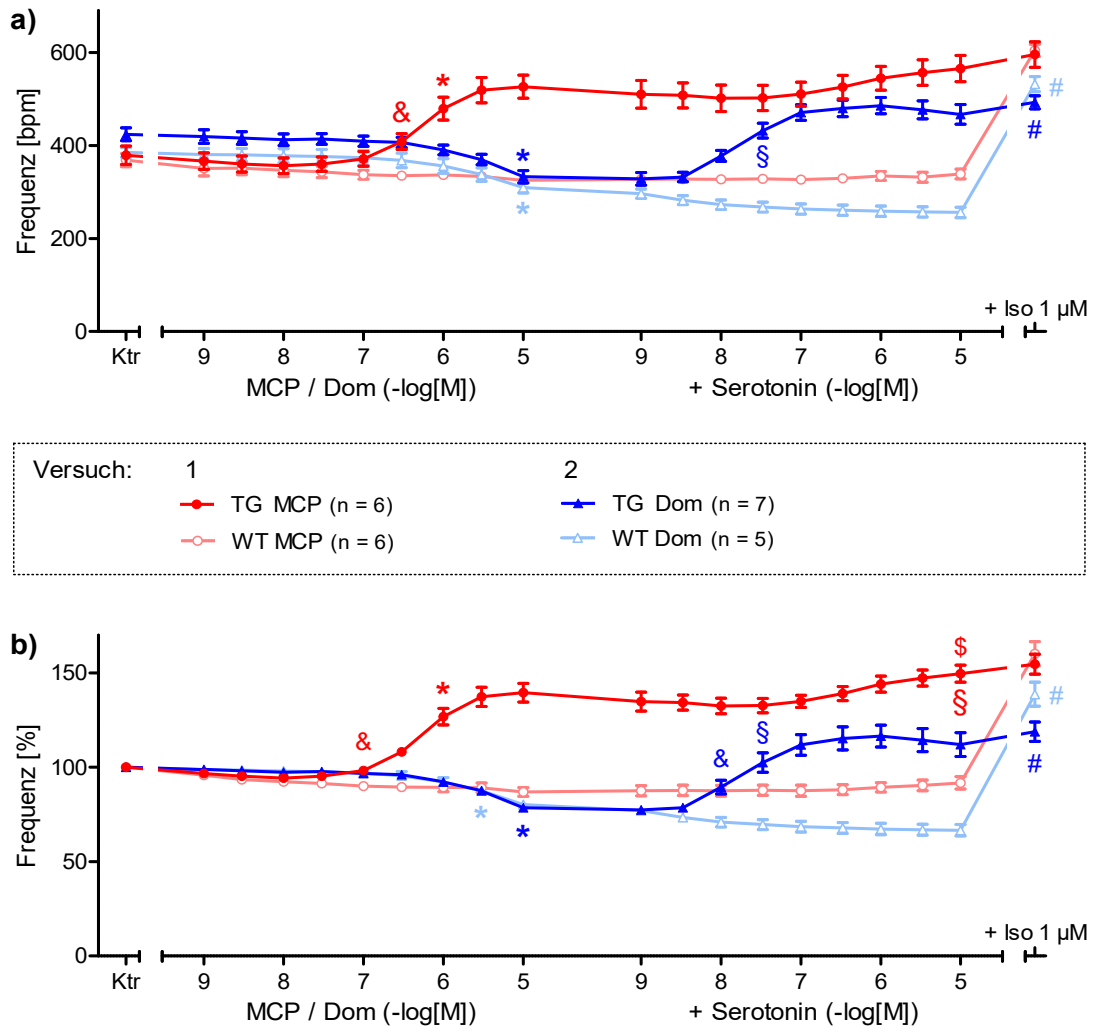 a)
Frequenz [bpm]
600
400
200
0
&
*
*
*
§
#
#
+ Iso 1 µM
Ktr 9 8 7 6 5 9 8 7 6 5
MCP / Dom (-log[M]) + Serotonin (-log[M])
Versuch: 1 2
TG MCP (n = 6) TG Dom (n = 7)
WT MCP (n = 6) WT Dom (n = 5)
b)
Frequenz [%]
150
100
50
0
&
*
*
*
&
§
$
§
#
#
+ Iso 1 µM
Ktr 9 8 7 6 5 9 8 7 6 5
MCP / Dom (-log[M]) + Serotonin (-log[M])